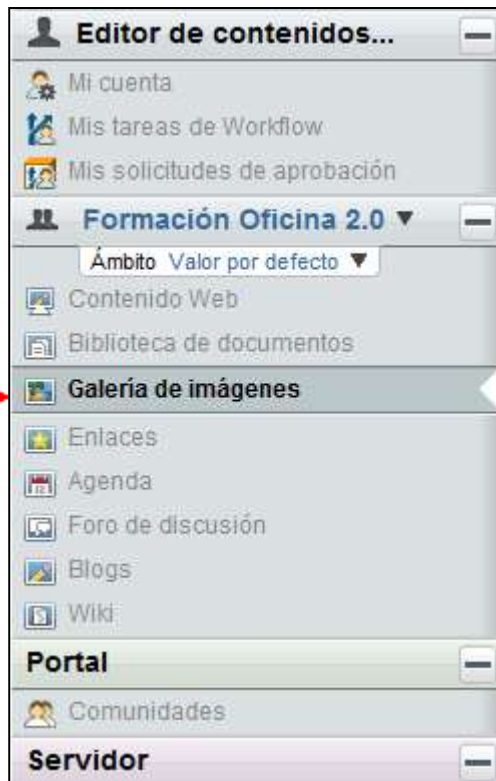 Editor de contenidos...
Mi cuenta
Mis tareas de Workflow
Mis solicitudes de aprobación
Formación Oficina 2.0
Ámbito Valor por defecto
Contenido Web
Biblioteca de documentos
Galería de imágenes
Enlaces
Agenda
Foro de discusión
Blogs
Wiki
Portal
Comunidades
Servidor